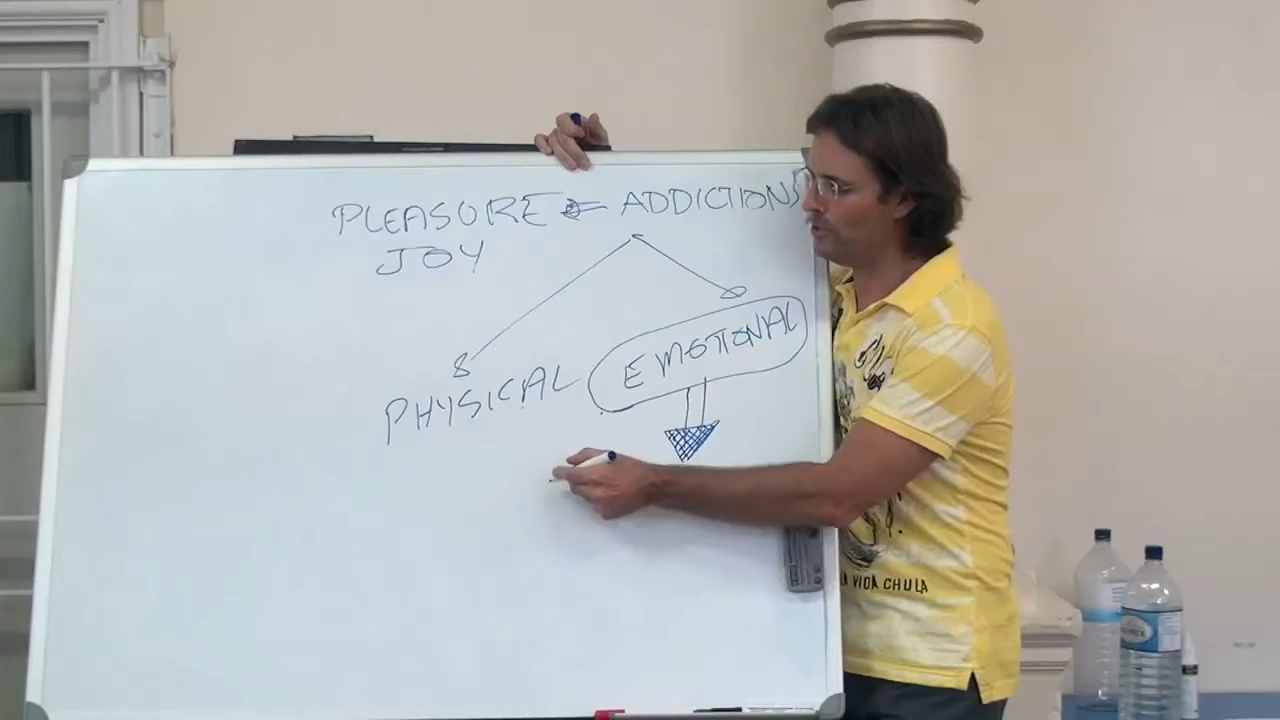 PLEASURE ⇐ ADDICTIONS
JOY
PHYSICAL
EMOTIONAL
LA VIDA CHULA